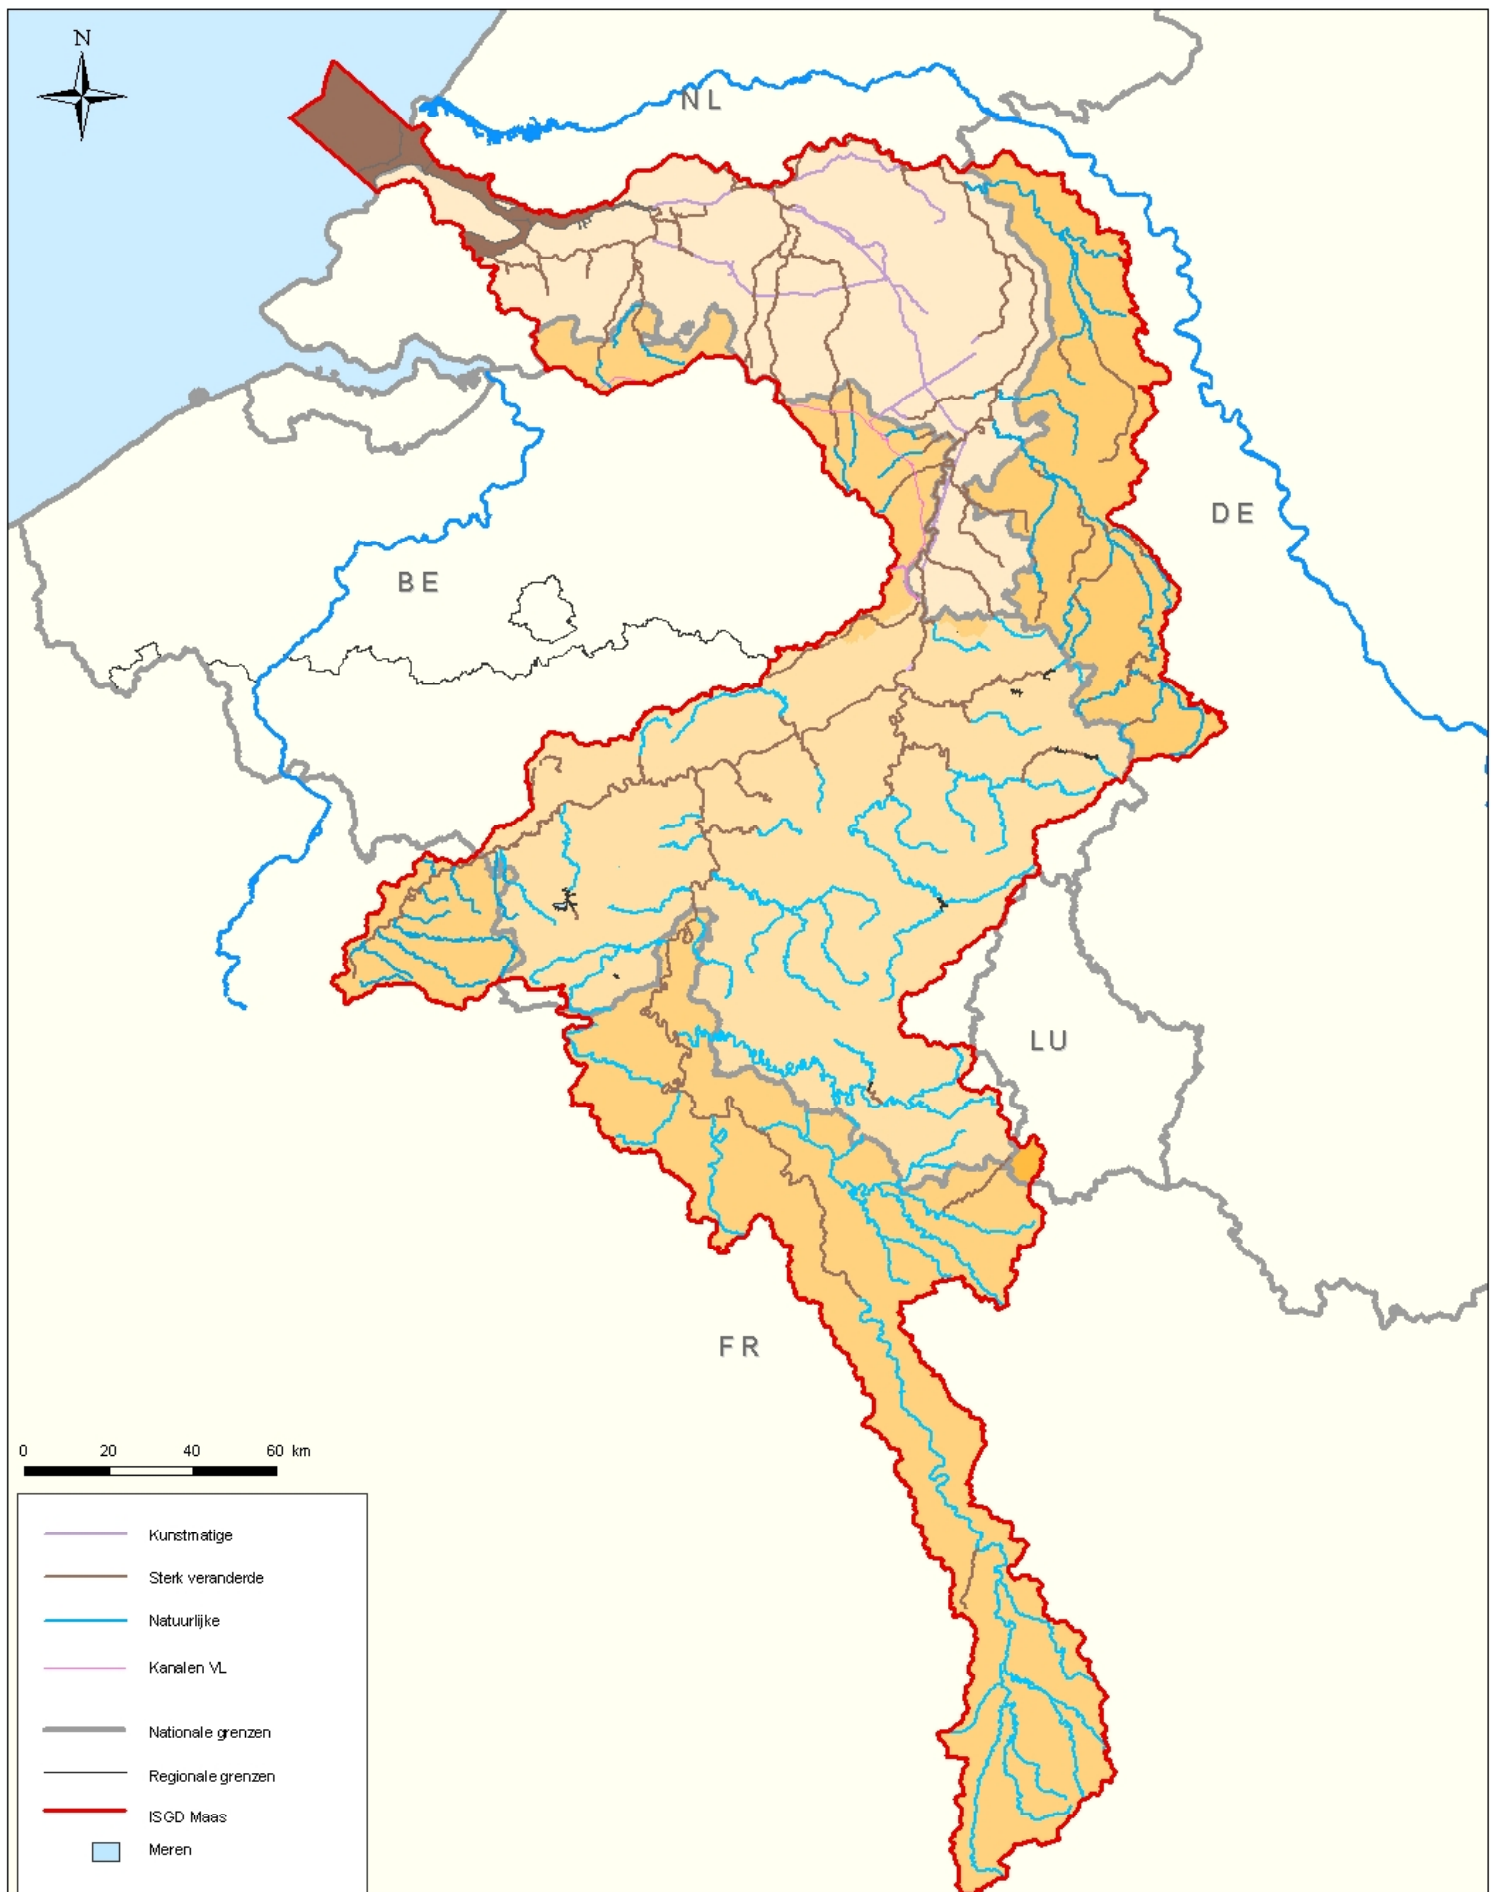 N
NL
DE
BE
LU
FR
0 20 40 60 km
Kunstmatige
Sterk veranderde
Natuurlijke
Kanalen VL
Nationale grenzen
Regionale grenzen
ISGD Maas
Meren